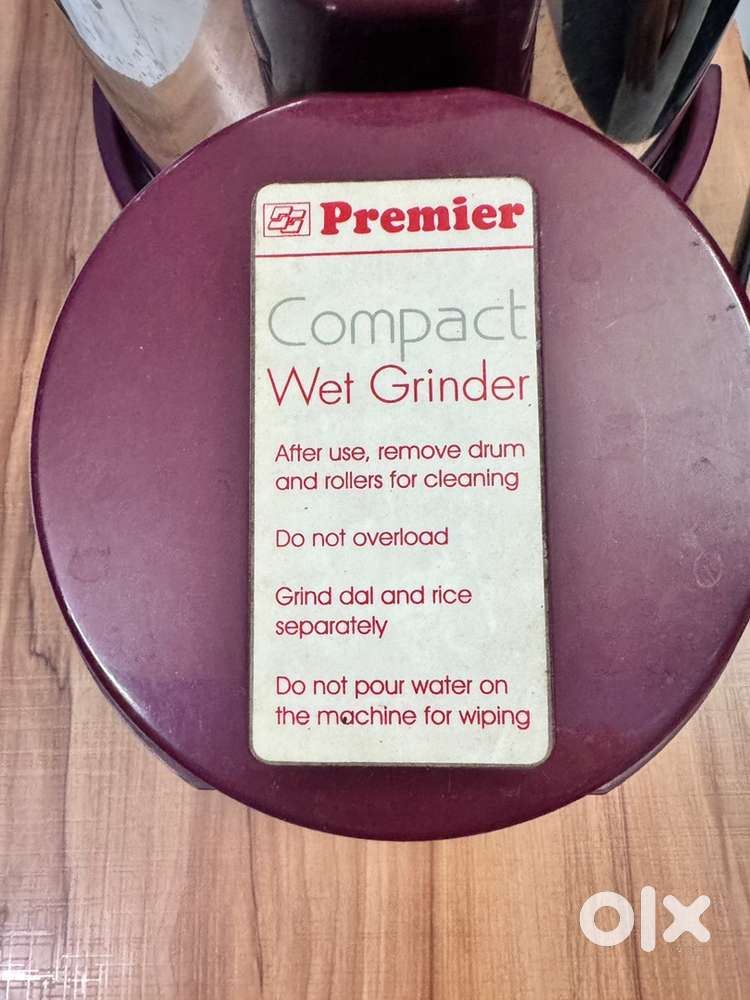 Premier
Compact
Wet Grinder
After use, remove drum
and rollers for cleaning
Do not overload
Grind dal and rice
separately
Do not pour water on
the machine for wiping
olx